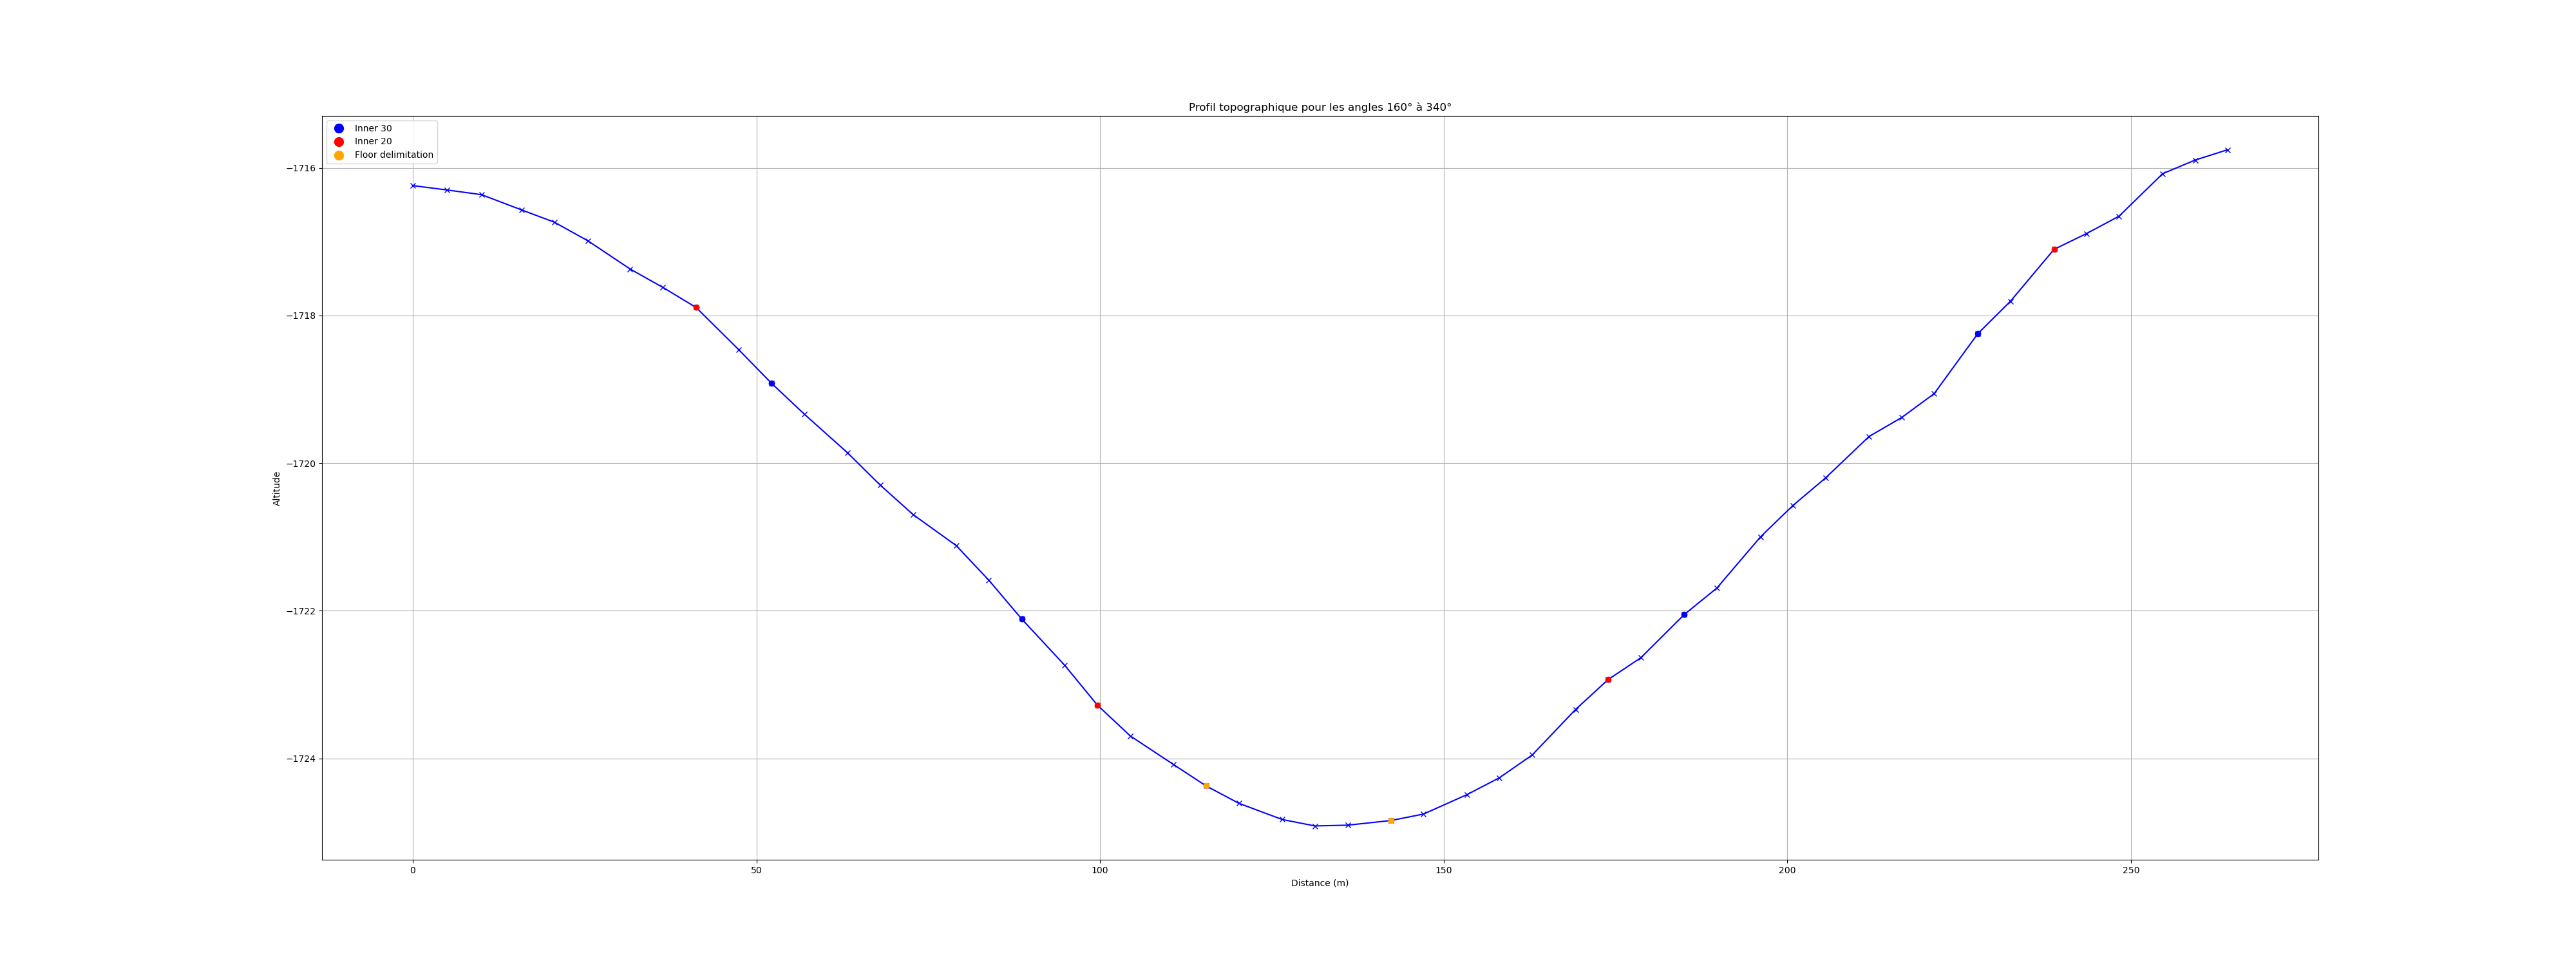 Profil topographique pour les angles 160° à 340°
Inner 30
Inner 20
Floor delimitation
−1716
−1718
−1720
−1722
−1724
Altitude
0
50
100
150
200
250
Distance (m)